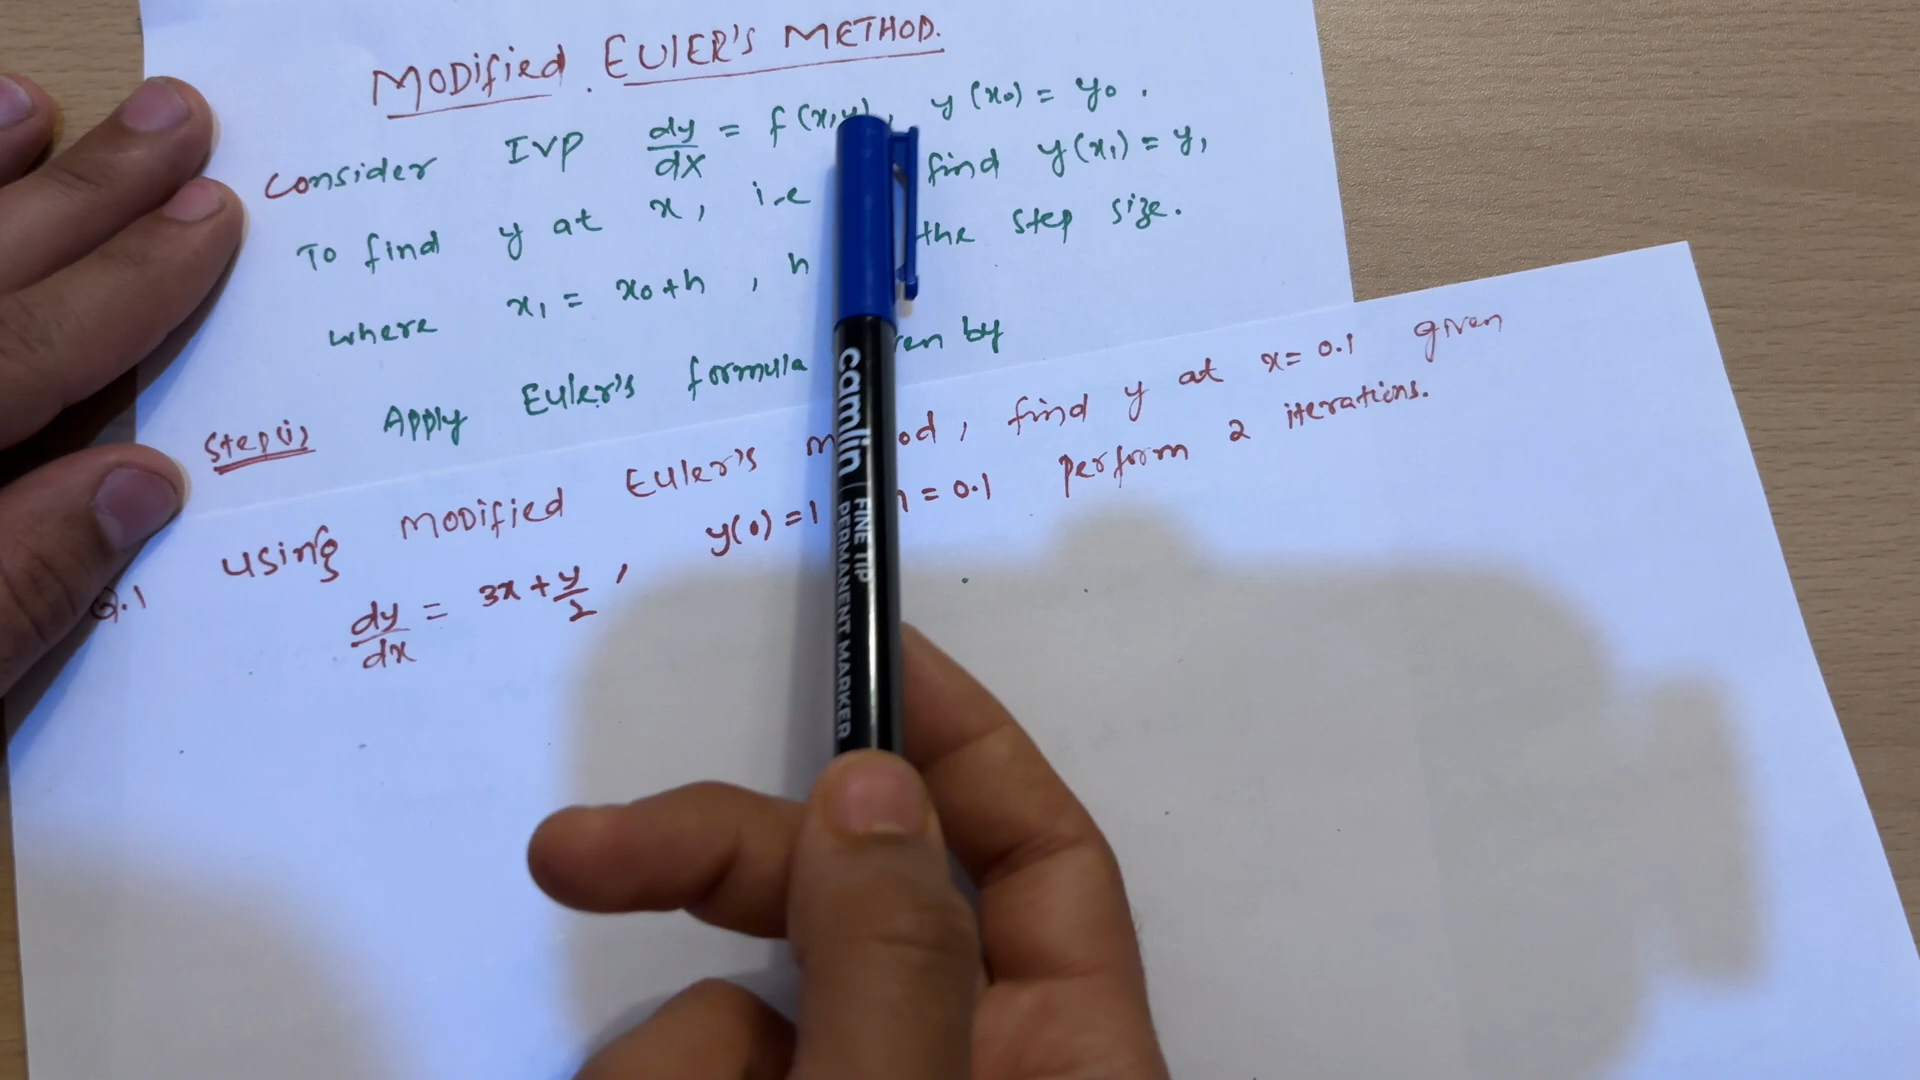 MODified EULER'S METHOD.
Consider IVP dy/dx = f(x,y), y(x0) = y0.
To find y at x, i.e find y(x1) = y1
where x1 = x0+h, h the step size.
Step(i) Apply Euler's formula by
Q.1 Using MODified Euler's, find y at x = 0.1 given
dy/dx = 3x + y/2, y(0) = 1 h = 0.1 perform 2 iterations.
camlin FINE TIP
PERMANENT MARKER